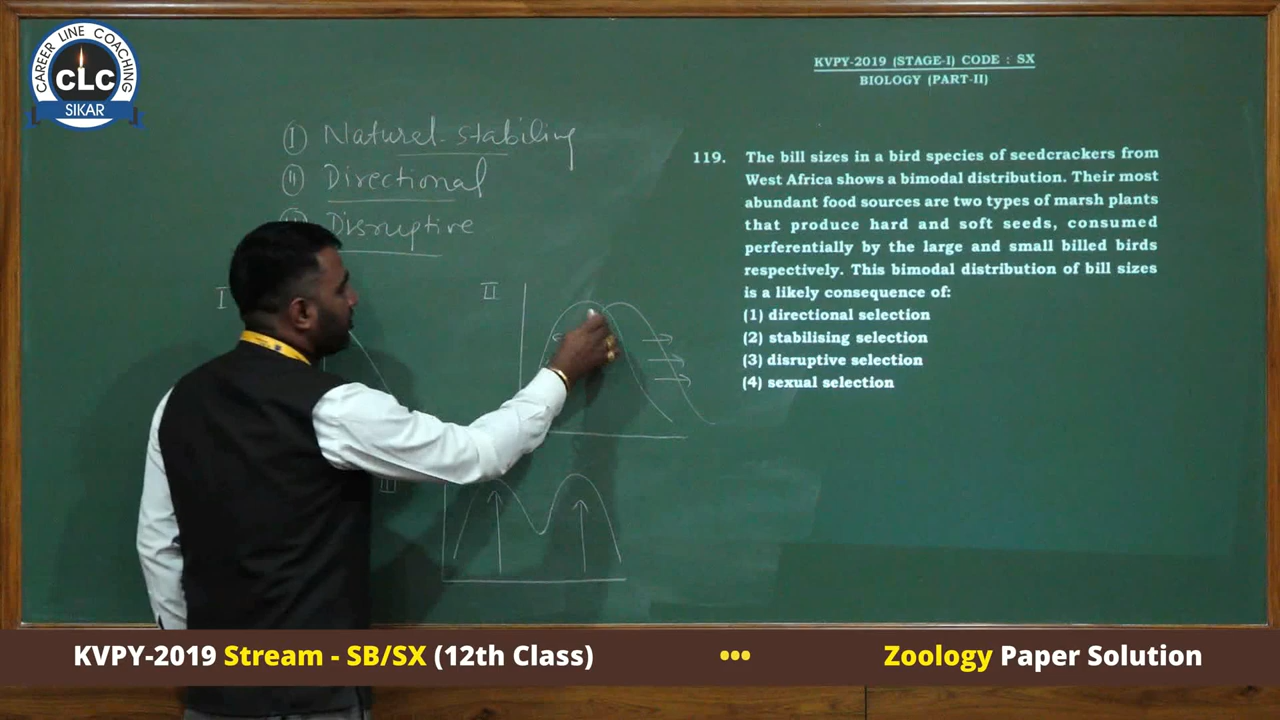 CAREER LINE COACHING
CLC
SIKAR
KVPY-2019 (STAGE-I) CODE : SX
BIOLOGY (PART-II)
I Natural stabiling
II Directional
Disruptive
I
II
III
119. The bill sizes in a bird species of seedcrackers from
West Africa shows a bimodal distribution. Their most
abundant food sources are two types of marsh plants
that produce hard and soft seeds, consumed
perferentially by the large and small billed birds
respectively. This bimodal distribution of bill sizes
is a likely consequence of:
(1) directional selection
(2) stabilising selection
(3) disruptive selection
(4) sexual selection
KVPY-2019 Stream - SB/SX (12th Class) ••• Zoology Paper Solution